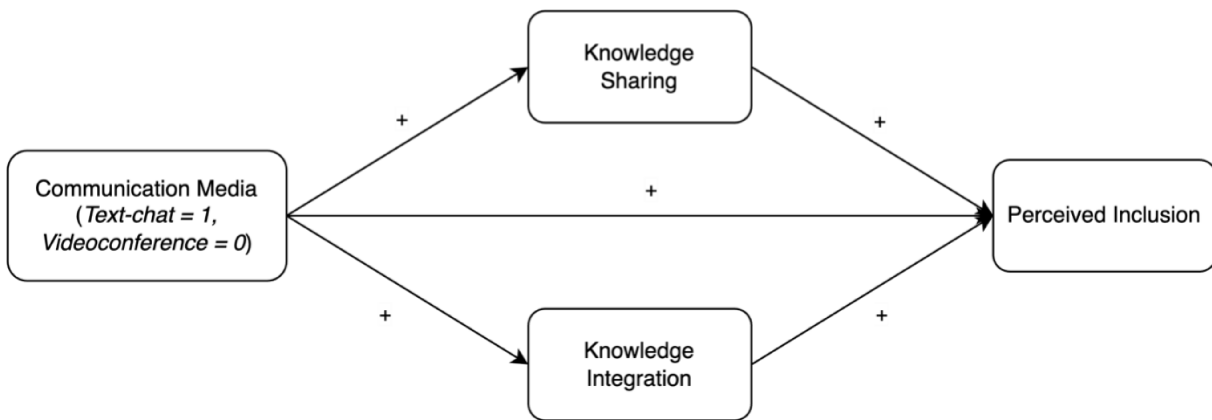 Knowledge
Sharing
+
+
Communication Media
(Text-chat = 1,
Videoconference = 0)
+
Perceived Inclusion
+
+
Knowledge
Integration